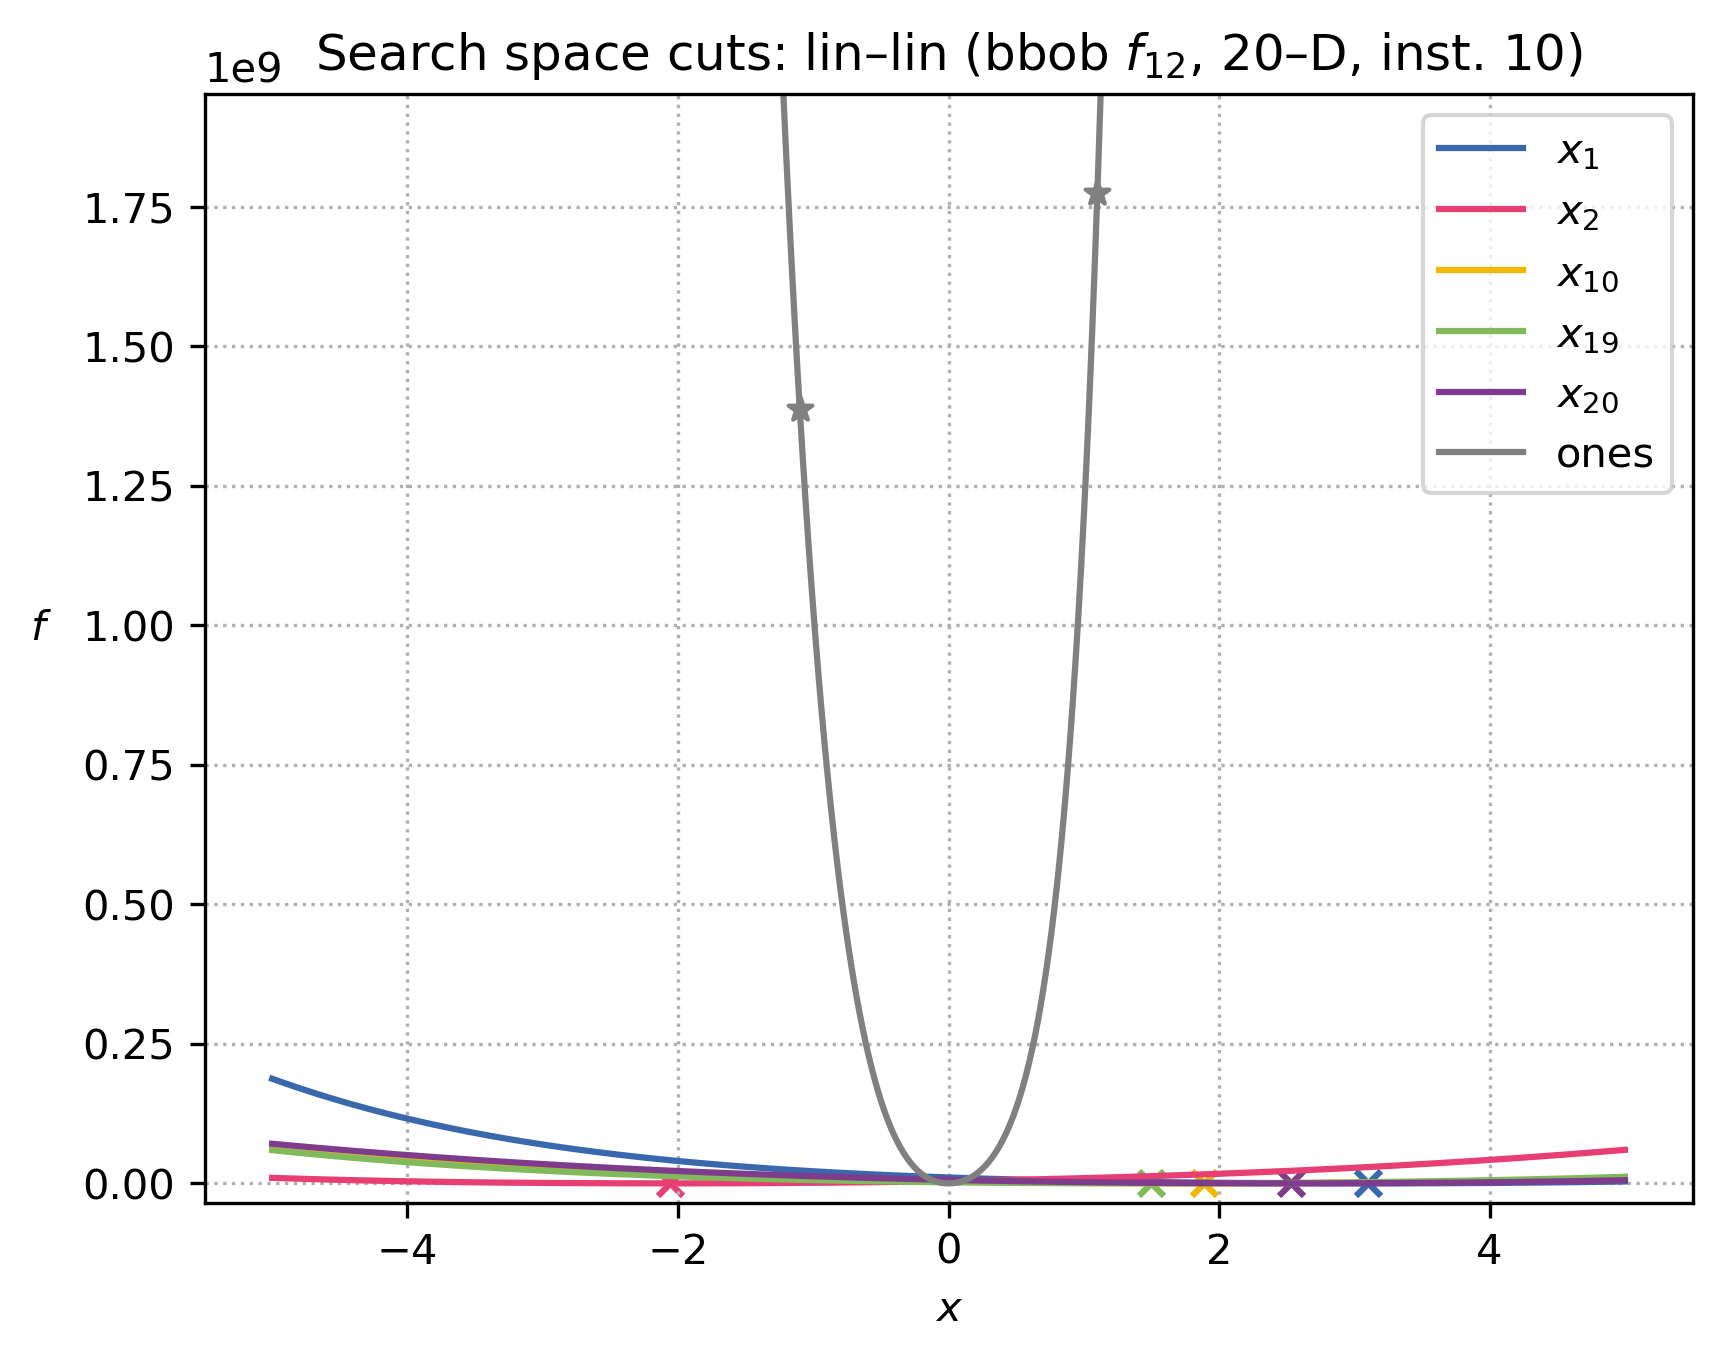 Search space cuts: lin–lin (bbob f₁₂, 20–D, inst. 10)
1e9
1.75
1.50
1.25
1.00
0.75
0.50
0.25
0.00
f
−4
−2
0
2
4
x
x₁
x₂
x₁₀
x₁₉
x₂₀
ones